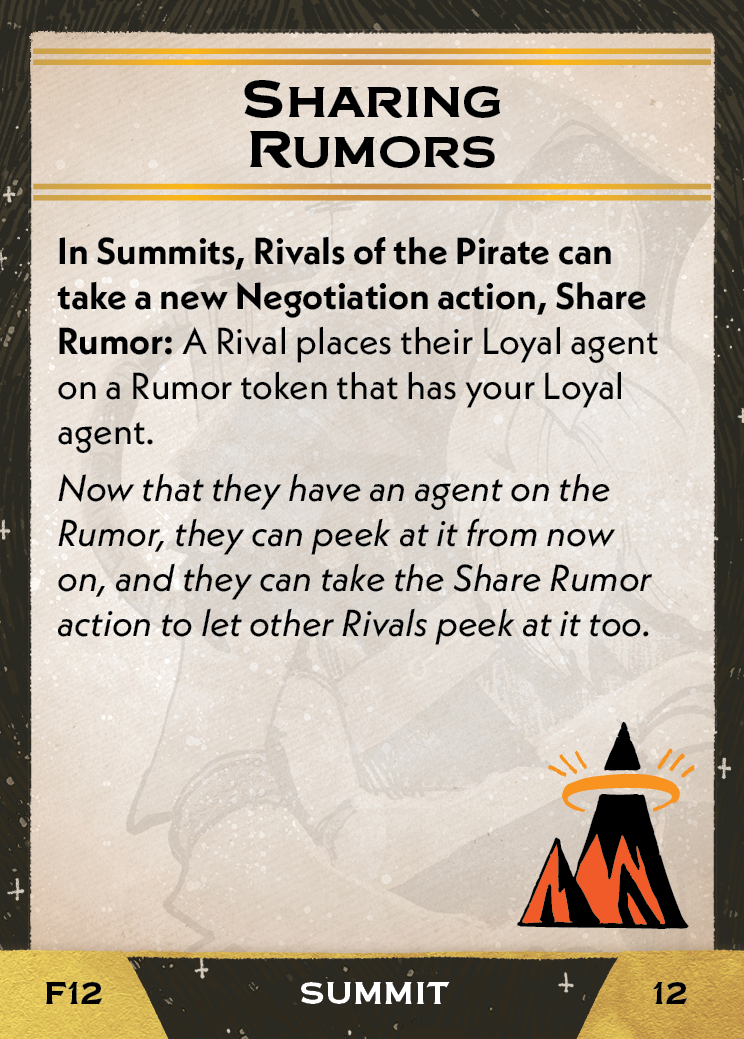 Sharing
Rumors
In Summits, Rivals of the Pirate can
take a new Negotiation action, Share
Rumor: A Rival places their Loyal agent
on a Rumor token that has your Loyal
agent.
Now that they have an agent on the
Rumor, they can peek at it from now
on, and they can take the Share Rumor
action to let other Rivals peek at it too.
F12 SUMMIT 12